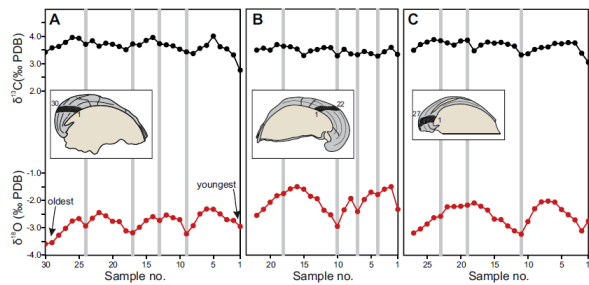 A
B
C
δ¹³C(‰ PDB)
4.0
3.0
2.0
30
1
22
1
27
1
δ¹⁸O (‰ PDB)
-1.0
-2.0
-3.0
-4.0
oldest
youngest
30 25 20 15 10 5 1
20 15 10 5 1
25 20 15 10 5 1
Sample no. Sample no. Sample no.